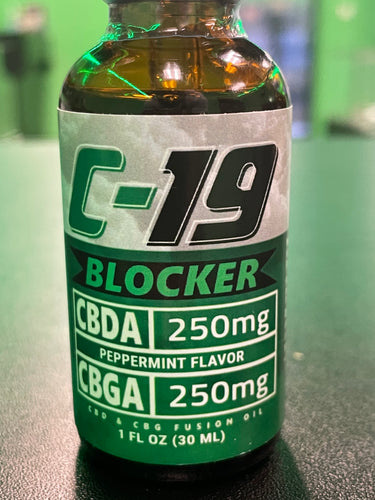 C-19
BLOCKER
CBDA 250mg
PEPPERMINT FLAVOR
CBGA 250mg
CBD & CBG FUSION OIL
1 FL OZ (30 ML)